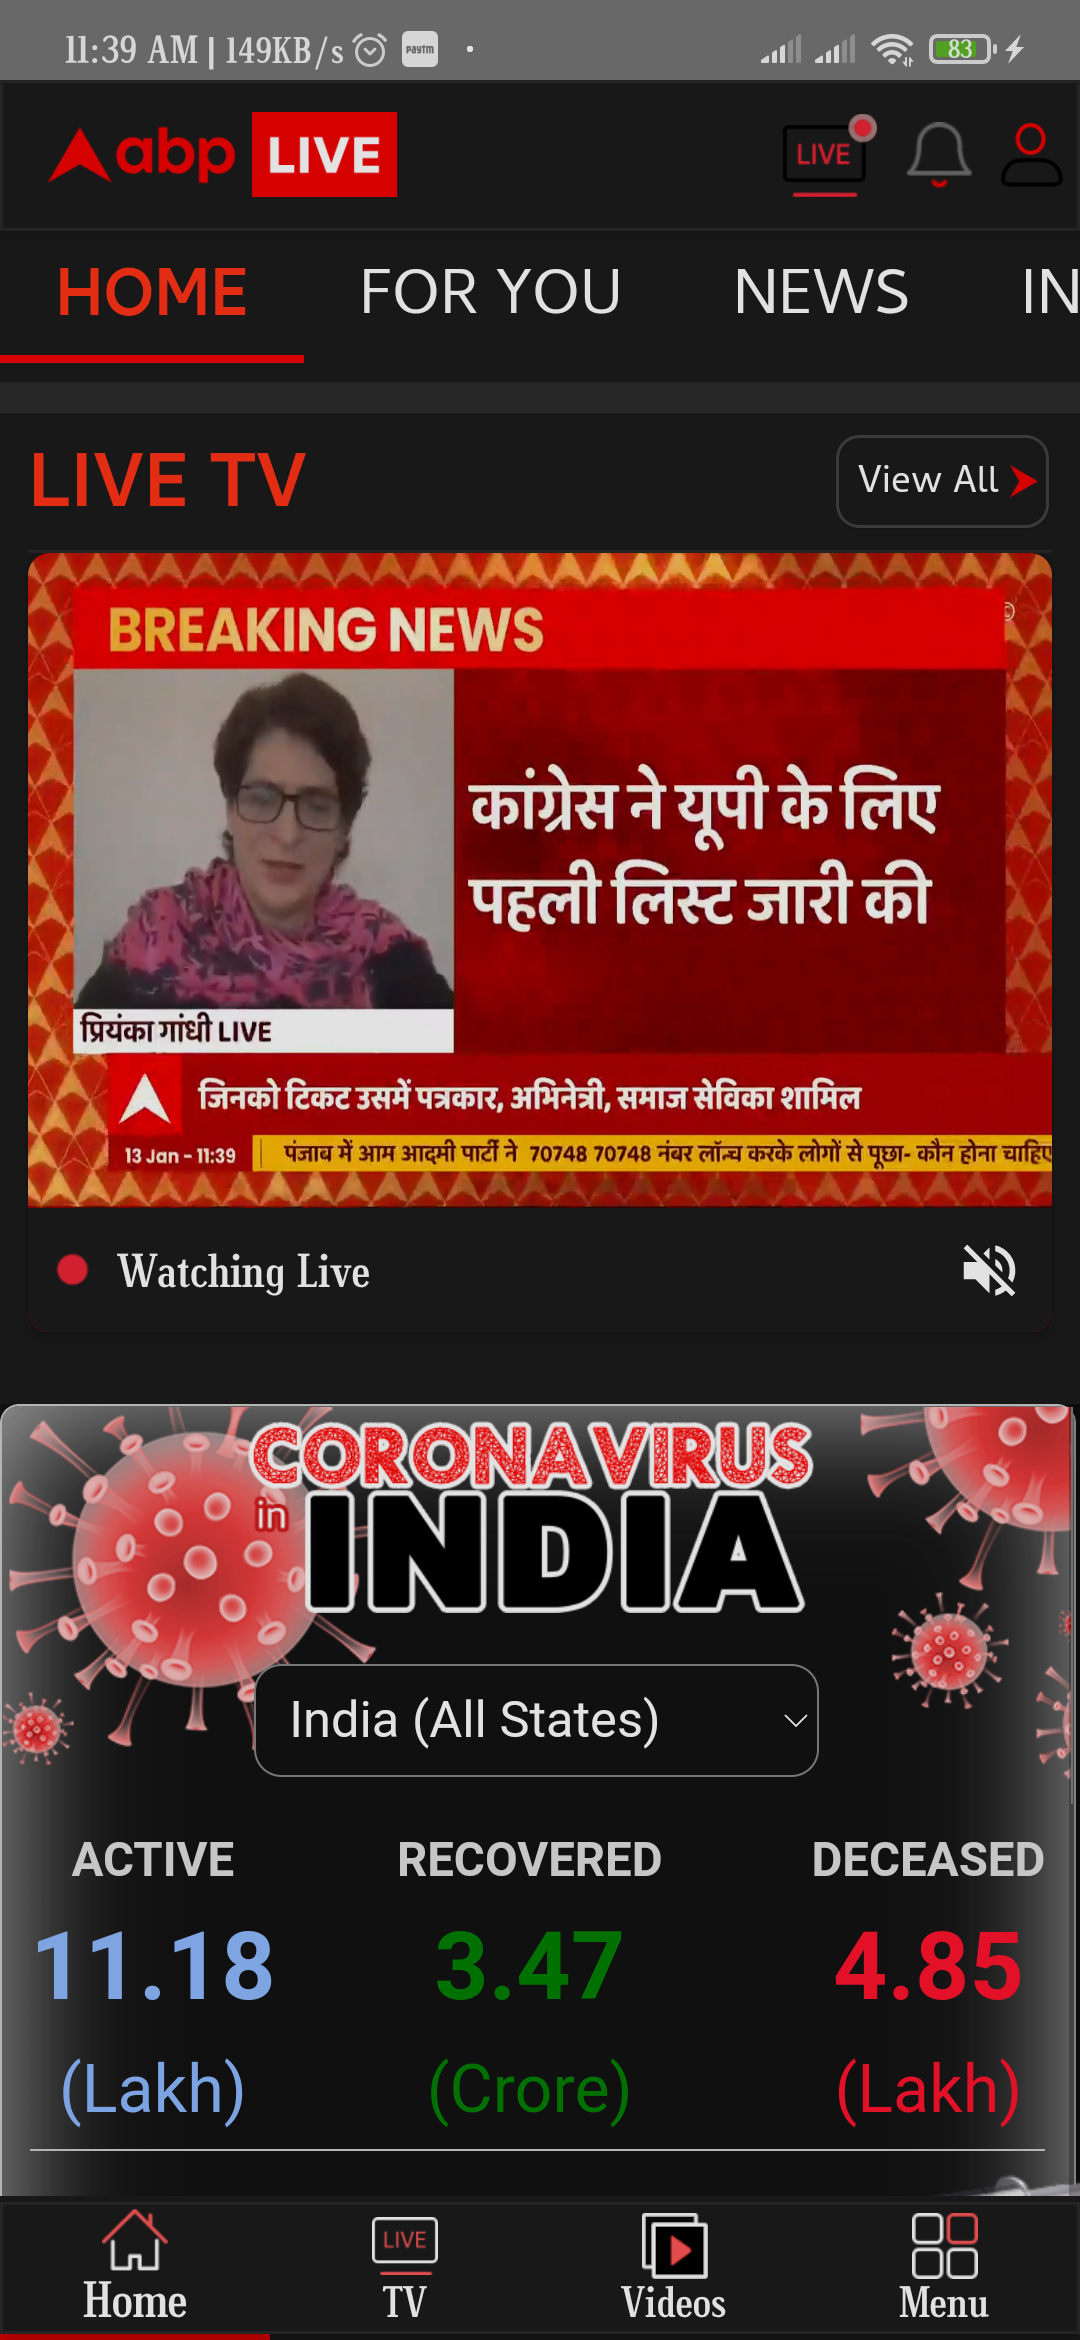 11:39 AM | 149KB/s paytm 83
abp LIVE LIVE
HOME FOR YOU NEWS IN
LIVE TV View All
BREAKING NEWS
कांग्रेस ने यूपी के लिए
पहली लिस्ट जारी की
प्रियंका गांधी LIVE
जिनको टिकट उसमें पत्रकार, अभिनेत्री, समाज सेविका शामिल
13 Jan - 11:39 पंजाब में आम आदमी पार्टी ने 70748 70748 नंबर लॉन्च करके लोगों से पूछा- कौन होना चाहिए
Watching Live
CORONAVIRUS
in INDIA
India (All States)
ACTIVE RECOVERED DECEASED
11.18 3.47 4.85
(Lakh) (Crore) (Lakh)
LIVE
Home TV Videos Menu